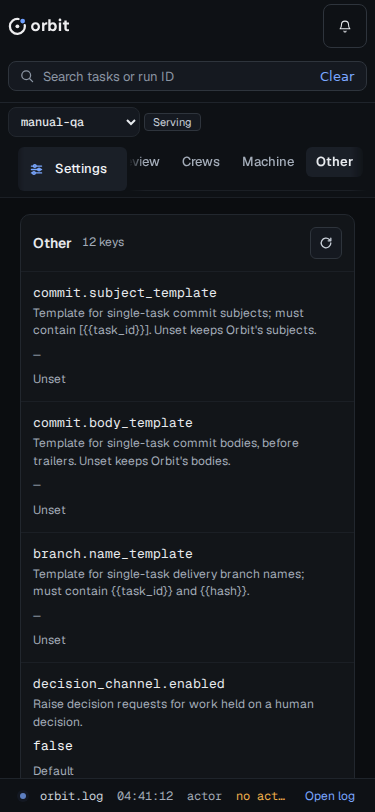 orbit
Search tasks or run ID Clear
manual-qa Serving
Settings view Crews Machine Other
Other 12 keys
commit.subject_template
Template for single-task commit subjects; must
contain [{{task_id}}]. Unset keeps Orbit's subjects.
—
Unset
commit.body_template
Template for single-task commit bodies, before
trailers. Unset keeps Orbit's bodies.
—
Unset
branch.name_template
Template for single-task delivery branch names;
must contain {{task_id}} and {{hash}}.
—
Unset
decision_channel.enabled
Raise decision requests for work held on a human
decision.
false
Default
orbit.log 04:41:12 actor no act… Open log